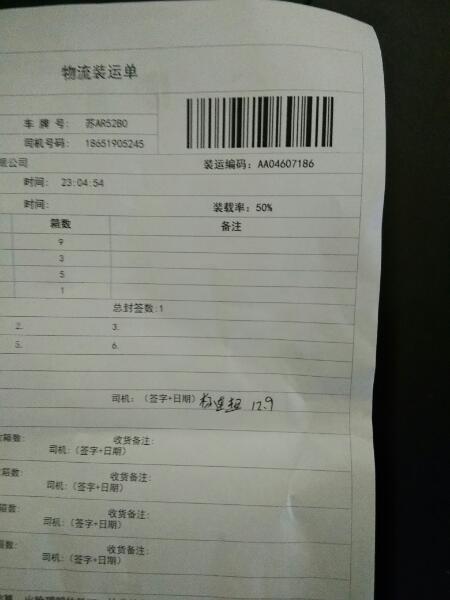 物流装运单
车 牌 号: 苏AR52B0
司机号码: 18651905245
限公司 装运编码: AA04607186
时间: 23:04:54
时间: 装载率: 50%
箱数 备注
9
3
5
1
总封签数:1
2. 3.
5. 6.
司机:(签字+日期) 12.9
箱数: 收货备注:
司机:(签字+日期)
箱数: 收货备注:
司机:(签字+日期)
箱数: 收货备注:
司机:(签字+日期)
箱数: 收货备注:
司机:(签字+日期)